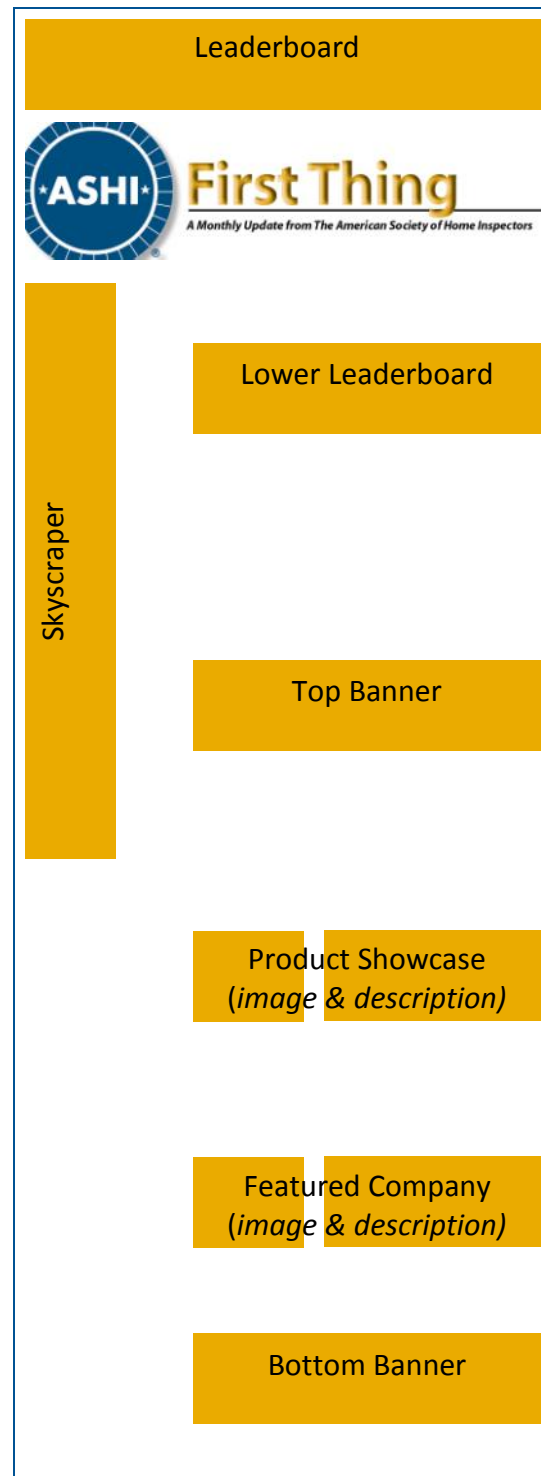 Leaderboard
ASHI
®
First Thing
A Monthly Update from The American Society of Home Inspectors
Lower Leaderboard
Skyscraper
Top Banner
Product Showcase
(image & description)
Featured Company
(image & description)
Bottom Banner